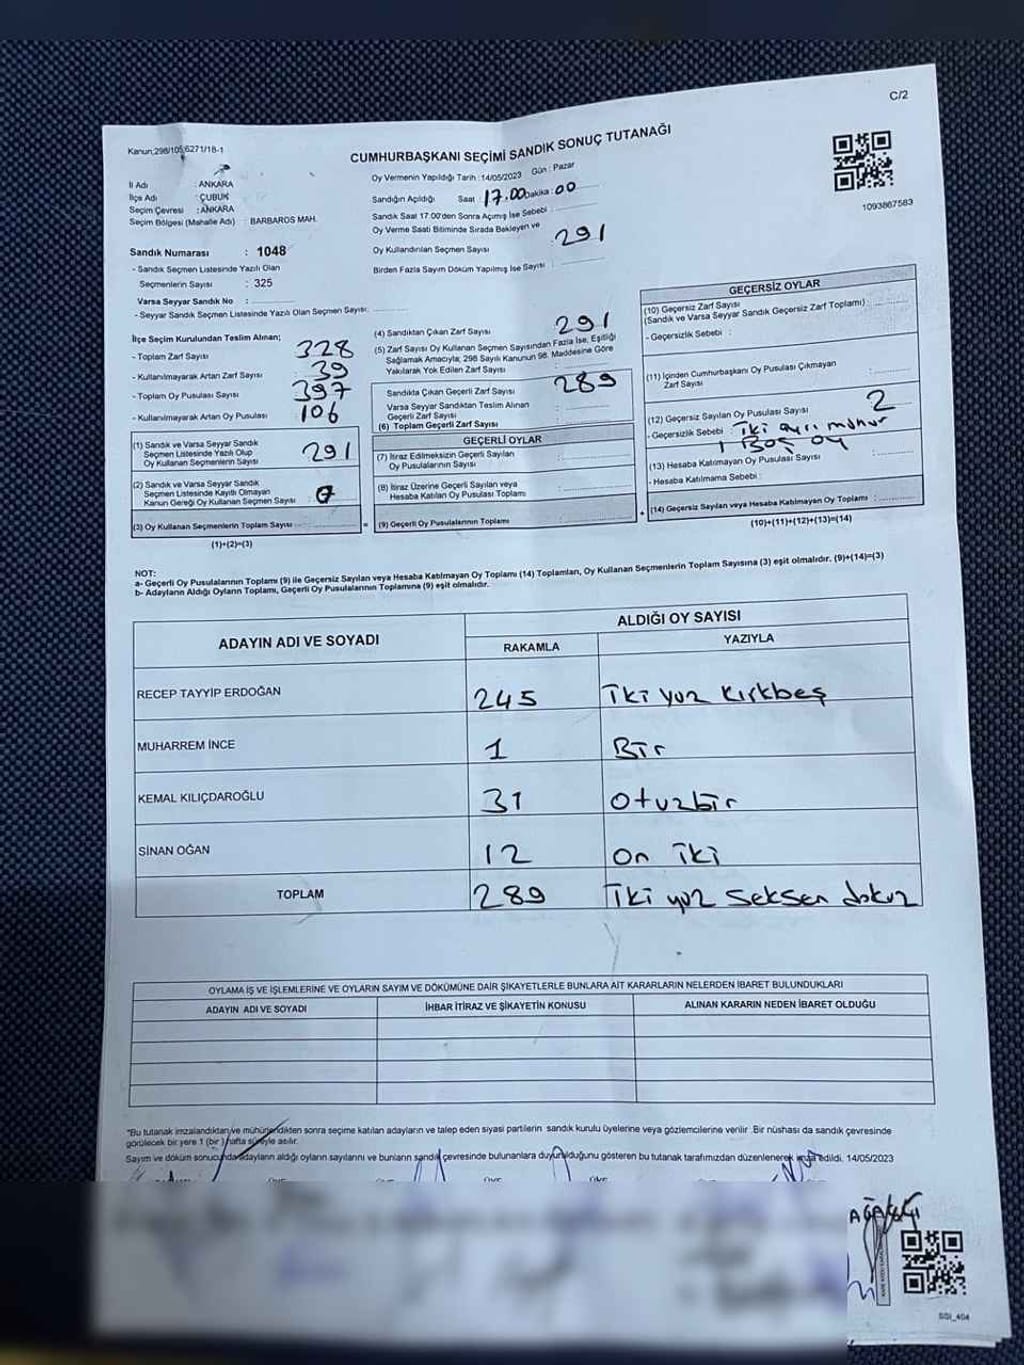 C/2
Kanun;298/105;6271/18-1
CUMHURBAŞKANI SEÇİMİ SANDIK SONUÇ TUTANAĞI
1093867583
İl Adı : ANKARA
İlçe Adı : ÇUBUK
Seçim Çevresi : ANKARA
Seçim Bölgesi (Mahalle Adı) : BARBAROS MAH.
Sandık Numarası : 1048
- Sandık Seçmen Listesinde Yazılı Olan
Seçmenlerin Sayısı : 325
Varsa Seyyar Sandık No :
- Seyyar Sandık Seçmen Listesinde Yazılı Olan Seçmen Sayısı:
Oy Vermenin Yapıldığı Tarih : 14/05/2023 Gün : Pazar
Sandığın Açıldığı Saat : 17.00 Dakika : 00
Sandık Saat 17:00'den Sonra Açılmış İse Sebebi :
Oy Verme Saati Bitiminde Sırada Bekleyen ve
Oy Kullandırılan Seçmen Sayısı : 291
Birden Fazla Sayım Döküm Yapılmış İse Sayısı :
İlçe Seçim Kurulundan Teslim Alınan;
- Toplam Zarf Sayısı : 328
- Kullanılmayarak Artan Zarf Sayısı : 39
- Toplam Oy Pusulası Sayısı : 397
- Kullanılmayarak Artan Oy Pusulası : 106
(1) Sandık ve Varsa Seyyar Sandık
Seçmen Listesinde Yazılı Olup
Oy Kullanan Seçmenlerin Sayısı : 291
(2) Sandık ve Varsa Seyyar Sandık
Seçmen Listesinde Kayıtlı Olmayan
Kanun Gereği Oy Kullanan Seçmen Sayısı :
(3) Oy Kullanan Seçmenlerin Toplam Sayısı :
(1)+(2)=(3)
(4) Sandıktan Çıkan Zarf Sayısı : 291
(5) Zarf Sayısı Oy Kullanan Seçmen Sayısından Fazla İse, Eşitliği
Sağlamak Amacıyla; 298 Sayılı Kanunun 98. Maddesine Göre
Yakılarak Yok Edilen Zarf Sayısı :
Sandıkta Çıkan Geçerli Zarf Sayısı : 289
Varsa Seyyar Sandıktan Teslim Alınan
Geçerli Zarf Sayısı :
(6) Toplam Geçerli Zarf Sayısı :
GEÇERLİ OYLAR
(7) İtiraz Edilmeksizin Geçerli Sayılan
Oy Pusulalarının Sayısı :
(8) İtiraz Üzerine Geçerli Sayılan veya
Hesaba Katılan Oy Pusulası Toplamı :
(9) Geçerli Oy Pusulalarının Toplamı :
GEÇERSİZ OYLAR
(10) Geçersiz Zarf Sayısı
(Sandık ve Varsa Seyyar Sandık Geçersiz Zarf Toplamı) :
- Geçersizlik Sebebi :
(11) İçinden Cumhurbaşkanı Oy Pusulası Çıkmayan
Zarf Sayısı :
(12) Geçersiz Sayılan Oy Pusulası Sayısı : 2
- Geçersizlik Sebebi : iki ayrı mühür
1 BOŞ OY
(13) Hesaba Katılmayan Oy Pusulası Sayısı :
- Hesaba Katılmama Sebebi :
(14) Geçersiz Sayılan veya Hesaba Katılmayan Oy Toplamı :
(10)+(11)+(12)+(13)=(14)
NOT:
a- Geçerli Oy Pusulalarının Toplamı (9) ile Geçersiz Sayılan veya Hesaba Katılmayan Oy Toplamı (14) Toplamları, Oy Kullanan Seçmenlerin Toplam Sayısına (3) eşit olmalıdır. (9)+(14)=(3)
b- Adayların Aldığı Oyların Toplamı, Geçerli Oy Pusulalarının Toplamına (9) eşit olmalıdır.
ADAYIN ADI VE SOYADI ALDIĞI OY SAYISI
RAKAMLA YAZIYLA
RECEP TAYYİP ERDOĞAN 245 İki yüz kırkbeş
MUHARREM İNCE 1 Bir
KEMAL KILIÇDAROĞLU 31 Otuzbir
SİNAN OĞAN 12 On iki
TOPLAM 289 İki yüz seksen dokuz
OYLAMA İŞ VE İŞLEMLERİNE VE OYLARIN SAYIM VE DÖKÜMÜNE DAİR ŞİKAYETLERLE BUNLARA AİT KARARLARIN NELERDEN İBARET BULUNDUKLARI
ADAYIN ADI VE SOYADI İHBAR İTİRAZ VE ŞİKAYETİN KONUSU ALINAN KARARIN NEDEN İBARET OLDUĞU
"Bu tutanak imzalandıktan ve mühürlendikten sonra seçime katılan adayların ve talep eden siyasi partilerin sandık kurulu üyelerine veya gözlemcilerine verilir. Bir nüshası da sandık çevresinde
görülecek bir yere 1 (bir) hafta süreyle asılır.
Sayım ve döküm sonucunda adayların aldığı oyların sayılarını ve bunların sandık çevresinde bulunanlara duyurulduğunu gösteren bu tutanak tarafımızdan düzenlenerek imza edildi. 14/05/2023
SSI_404